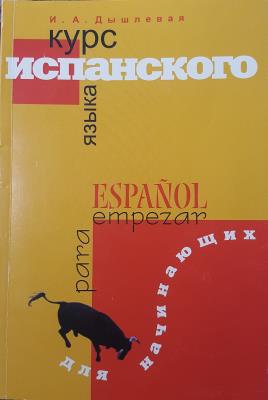 И. А. Дышлевая
курс
испанского
языка
ESPAÑOL
para empezar
для начинающих